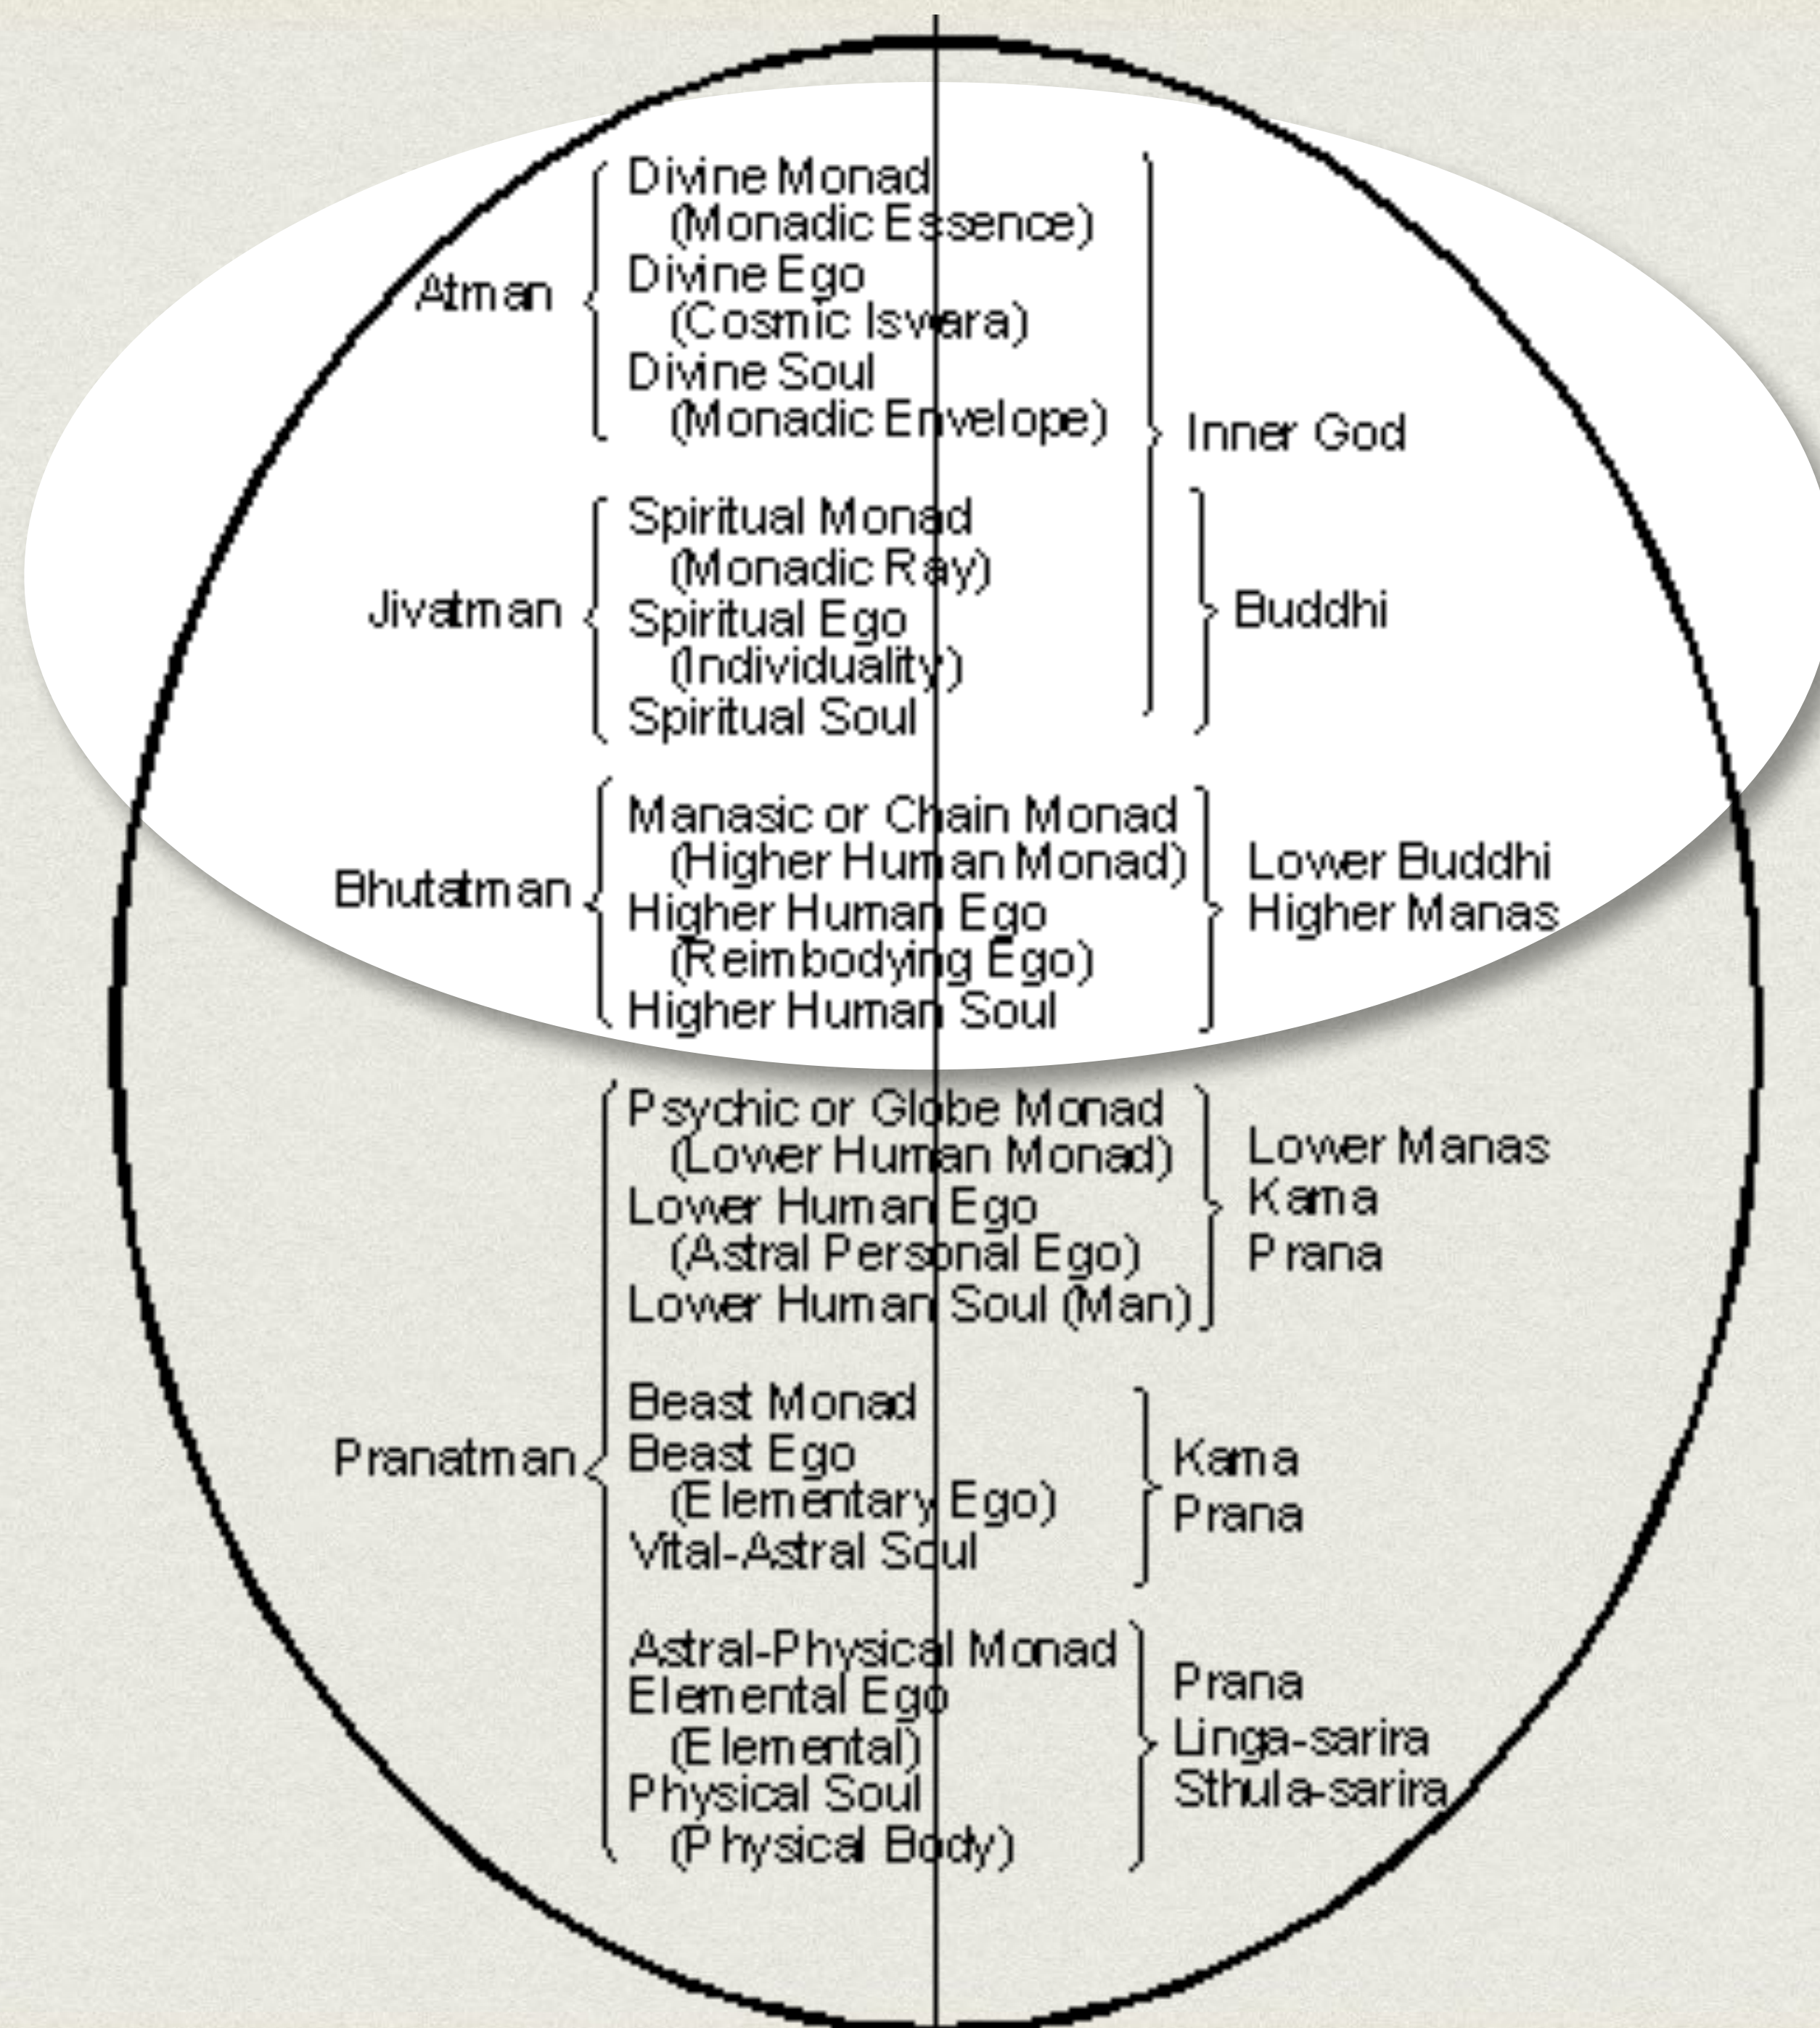 Divine Monad
(Monadic Essence)
Atman
Divine Ego
(Cosmic Iswara)
Divine Soul
(Monadic Envelope)
Inner God
Spiritual Monad
(Monadic Ray)
Jivatman
Spiritual Ego
(Individuality)
Spiritual Soul
Buddhi
Manasic or Chain Monad
(Higher Human Monad)
Bhutatman
Higher Human Ego
(Reimbodying Ego)
Higher Human Soul
Lower Buddhi
Higher Manas
Psychic or Globe Monad
(Lower Human Monad)
Lower Human Ego
(Astral Personal Ego)
Lower Human Soul (Man)
Lower Manas
Kama
Prana
Pranatman
Beast Monad
Beast Ego
(Elementary Ego)
Vital-Astral Soul
Kama
Prana
Astral-Physical Monad
Elemental Ego
(Elemental)
Physical Soul
(Physical Body)
Prana
Linga-sarira
Sthula-sarira